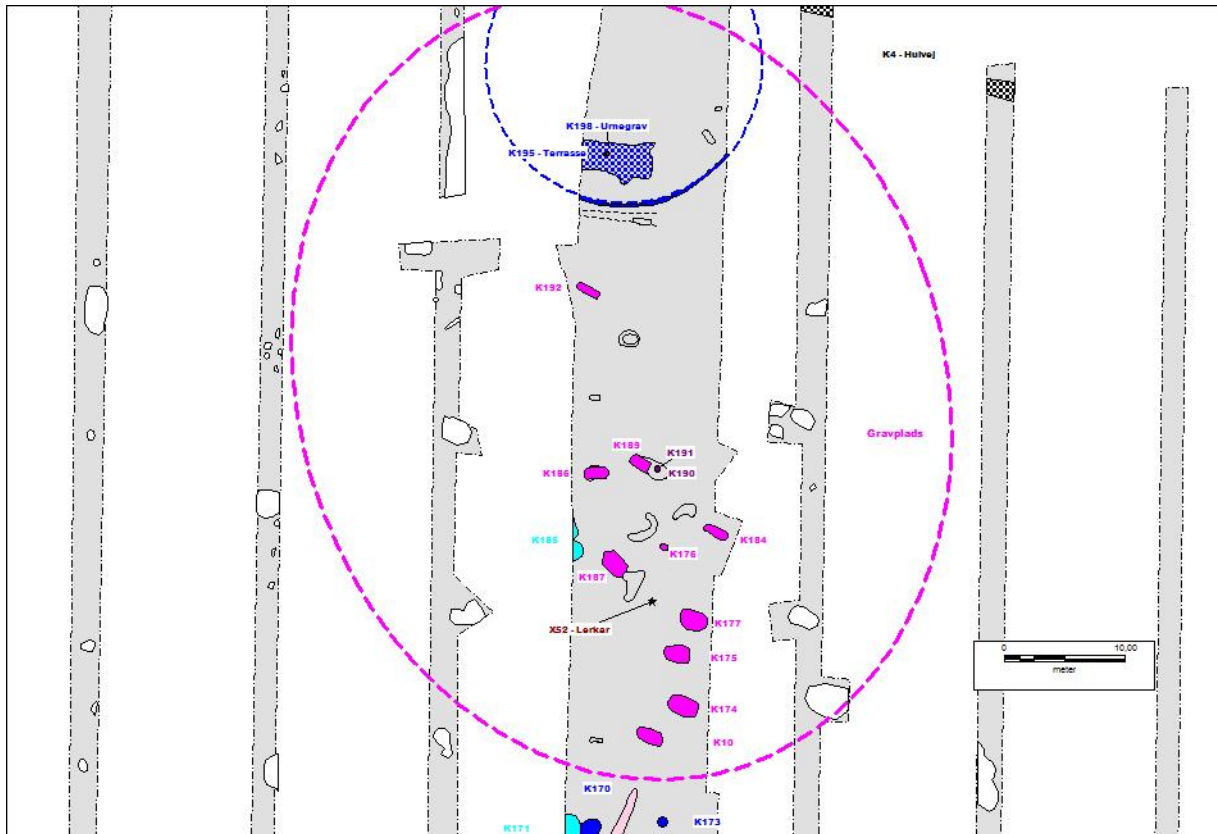 K4 - Hulvej
K198 - Urnegrav
K195 - Terrasse
K192
Gravplads
K189
K191
K186
K190
K185
K184
K176
K187
X52 - Lerkar
K177
K175
0 10,00
meter
K174
K10
K170
K171
K173